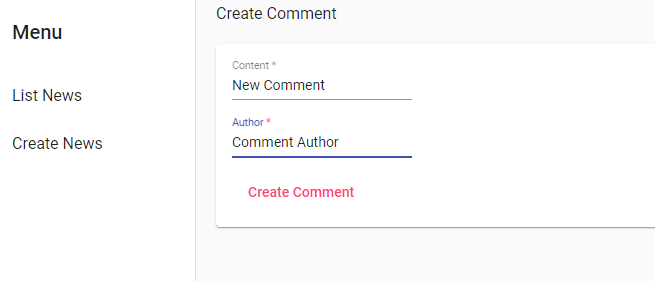 Menu
List News
Create News
Create Comment
Content *
New Comment
Author *
Comment Author
Create Comment